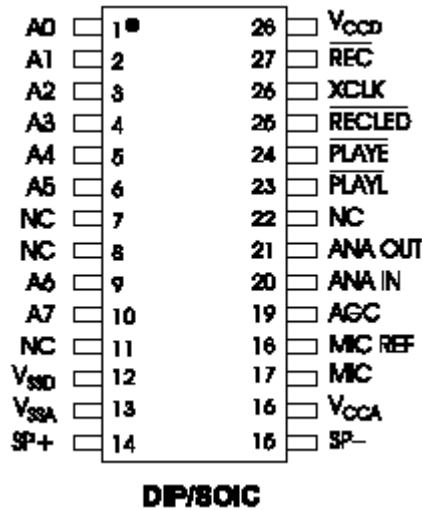 A0 1 28 VCCD
A1 2 27 REC
A2 3 26 XCLK
A3 4 25 RECLED
A4 5 24 PLAYE
A5 6 23 PLAYL
NC 7 22 NC
NC 8 21 ANA OUT
A6 9 20 ANA IN
A7 10 19 AGC
NC 11 18 MIC REF
VSSD 12 17 MIC
VSSA 13 16 VCCA
SP+ 14 15 SP–
DIP/SOIC